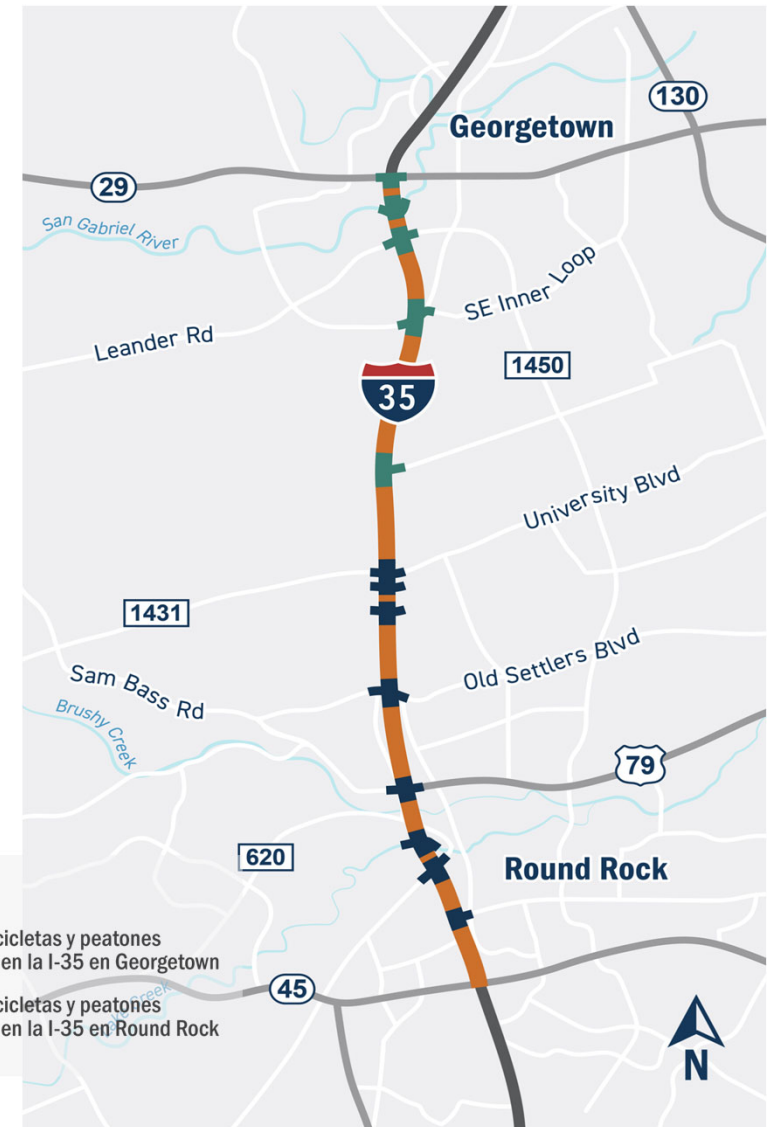 130
Georgetown
29
San Gabriel River
SE Inner Loop
Leander Rd
1450
35
University Blvd
1431
Old Settlers Blvd
Sam Bass Rd
Brushy Creek
79
620
Round Rock
cicletas y peatones
en la I-35 en Georgetown
45
cicletas y peatones
en la I-35 en Round Rock
Lake Creek
N